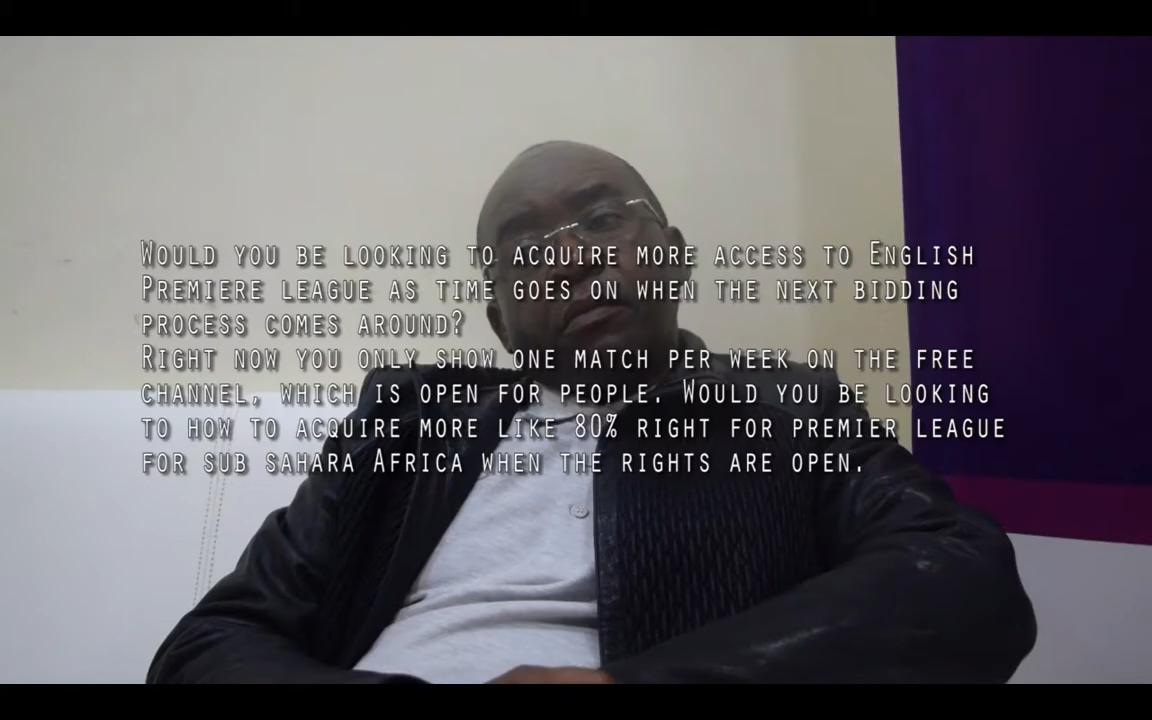 Would you be looking to acquire more access to English
Premiere league as time goes on when the next bidding
process comes around?
Right now you only show one match per week on the free
channel, which is open for people. Would you be looking
to how to acquire more like 80% right for premier league
for sub sahara Africa when the rights are open.